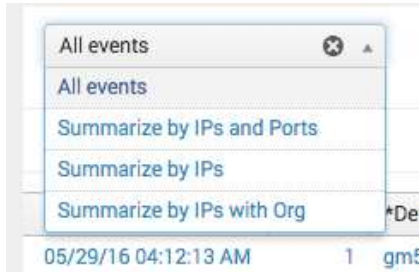 All events
All events
Summarize by IPs and Ports
Summarize by IPs
Summarize by IPs with Org
*De
05/29/16 04:12:13 AM 1